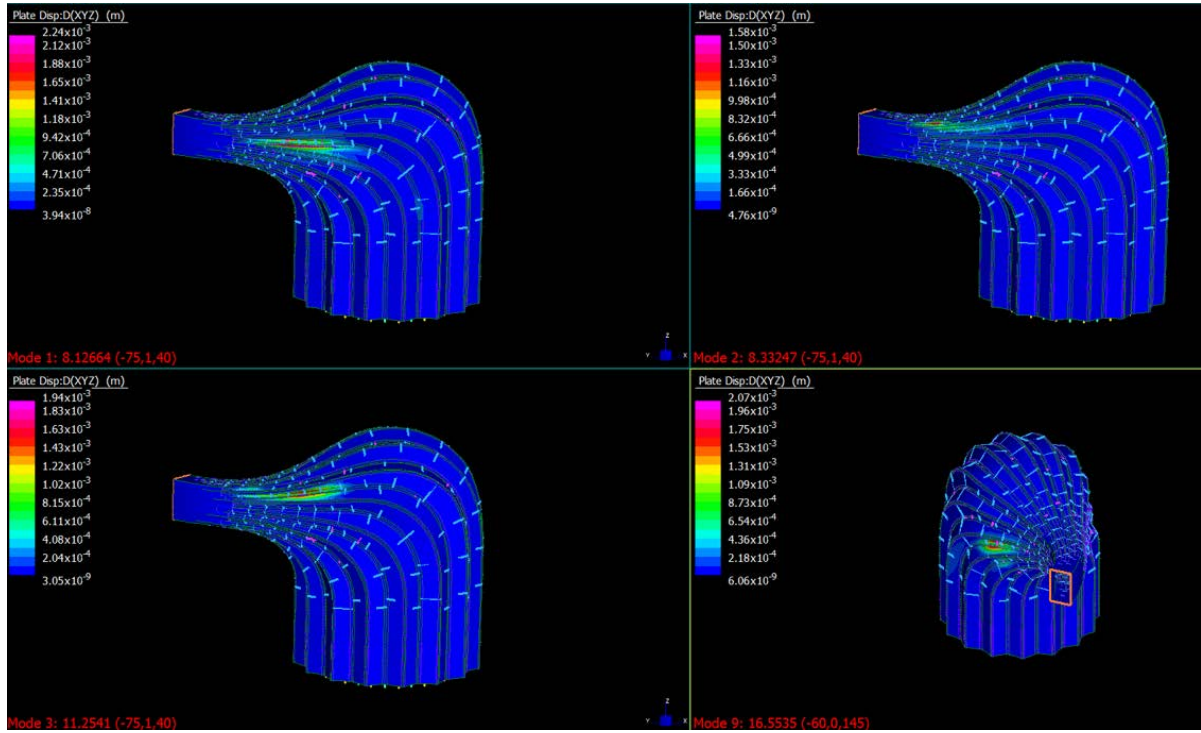 Plate Disp:D(XYZ) (m)
2.24x10-3
2.12x10-3
1.88x10-3
1.65x10-3
1.41x10-3
1.18x10-3
9.42x10-4
7.06x10-4
4.71x10-4
2.35x10-4
3.94x10-8
Z
Y X
Mode 1: 8.12664 (-75,1,40)
Plate Disp:D(XYZ) (m)
1.58x10-3
1.50x10-3
1.33x10-3
1.16x10-3
9.98x10-4
8.32x10-4
6.66x10-4
4.99x10-4
3.33x10-4
1.66x10-4
4.76x10-9
Z
Y X
Mode 2: 8.33247 (-75,1,40)
Plate Disp:D(XYZ) (m)
1.94x10-3
1.83x10-3
1.63x10-3
1.43x10-3
1.22x10-3
1.02x10-3
8.15x10-4
6.11x10-4
4.08x10-4
2.04x10-4
3.05x10-9
Z
Y X
Mode 3: 11.2541 (-75,1,40)
Plate Disp:D(XYZ) (m)
2.07x10-3
1.96x10-3
1.75x10-3
1.53x10-3
1.31x10-3
1.09x10-3
8.73x10-4
6.54x10-4
4.36x10-4
2.18x10-4
6.06x10-9
Mode 9: 16.5535 (-60,0,145)